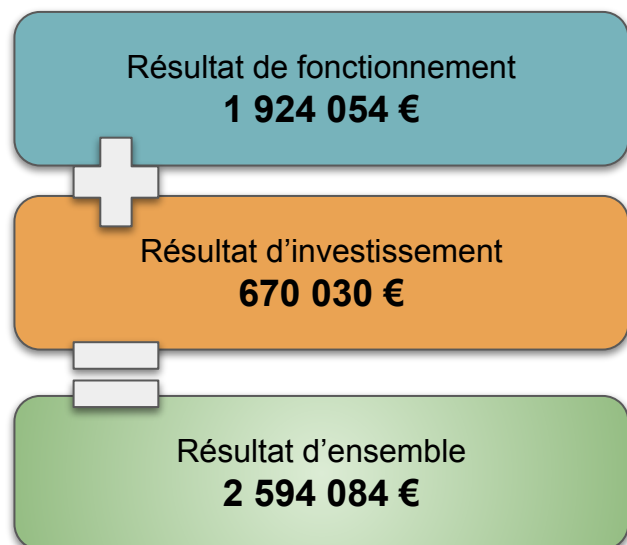 Résultat de fonctionnement
1 924 054 €
Résultat d’investissement
670 030 €
Résultat d’ensemble
2 594 084 €